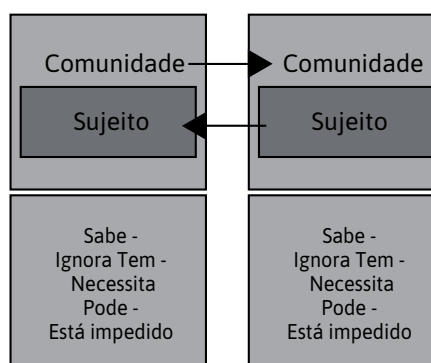 Comunidade
Sujeito
Sabe -
Ignora Tem -
Necessita
Pode -
Está impedido
Comunidade
Sujeito
Sabe -
Ignora Tem -
Necessita
Pode -
Está impedido